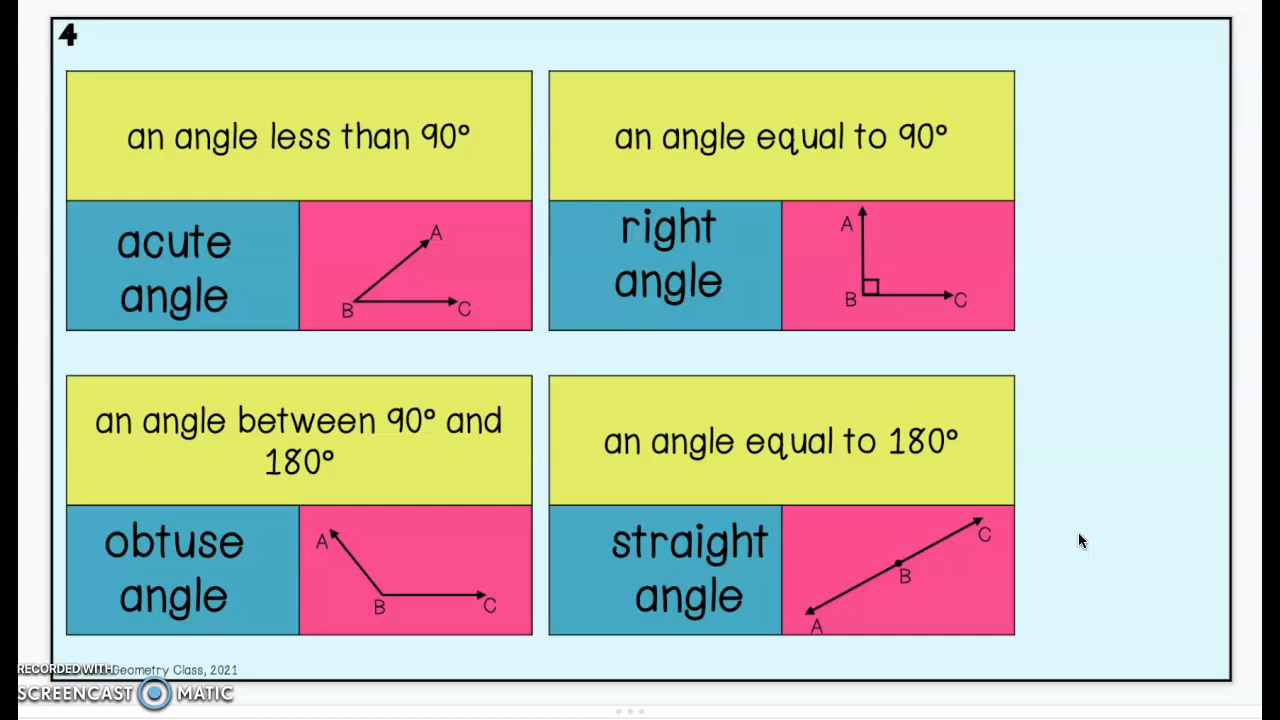 4
an angle less than 90°
acute
angle
A
B
C
an angle equal to 90°
right
angle
A
B
C
an angle between 90° and
180°
obtuse
angle
A
B
C
an angle equal to 180°
straight
angle
C
B
A
Geometry Class, 2021
RECORDED WITH
SCREENCAST MATIC